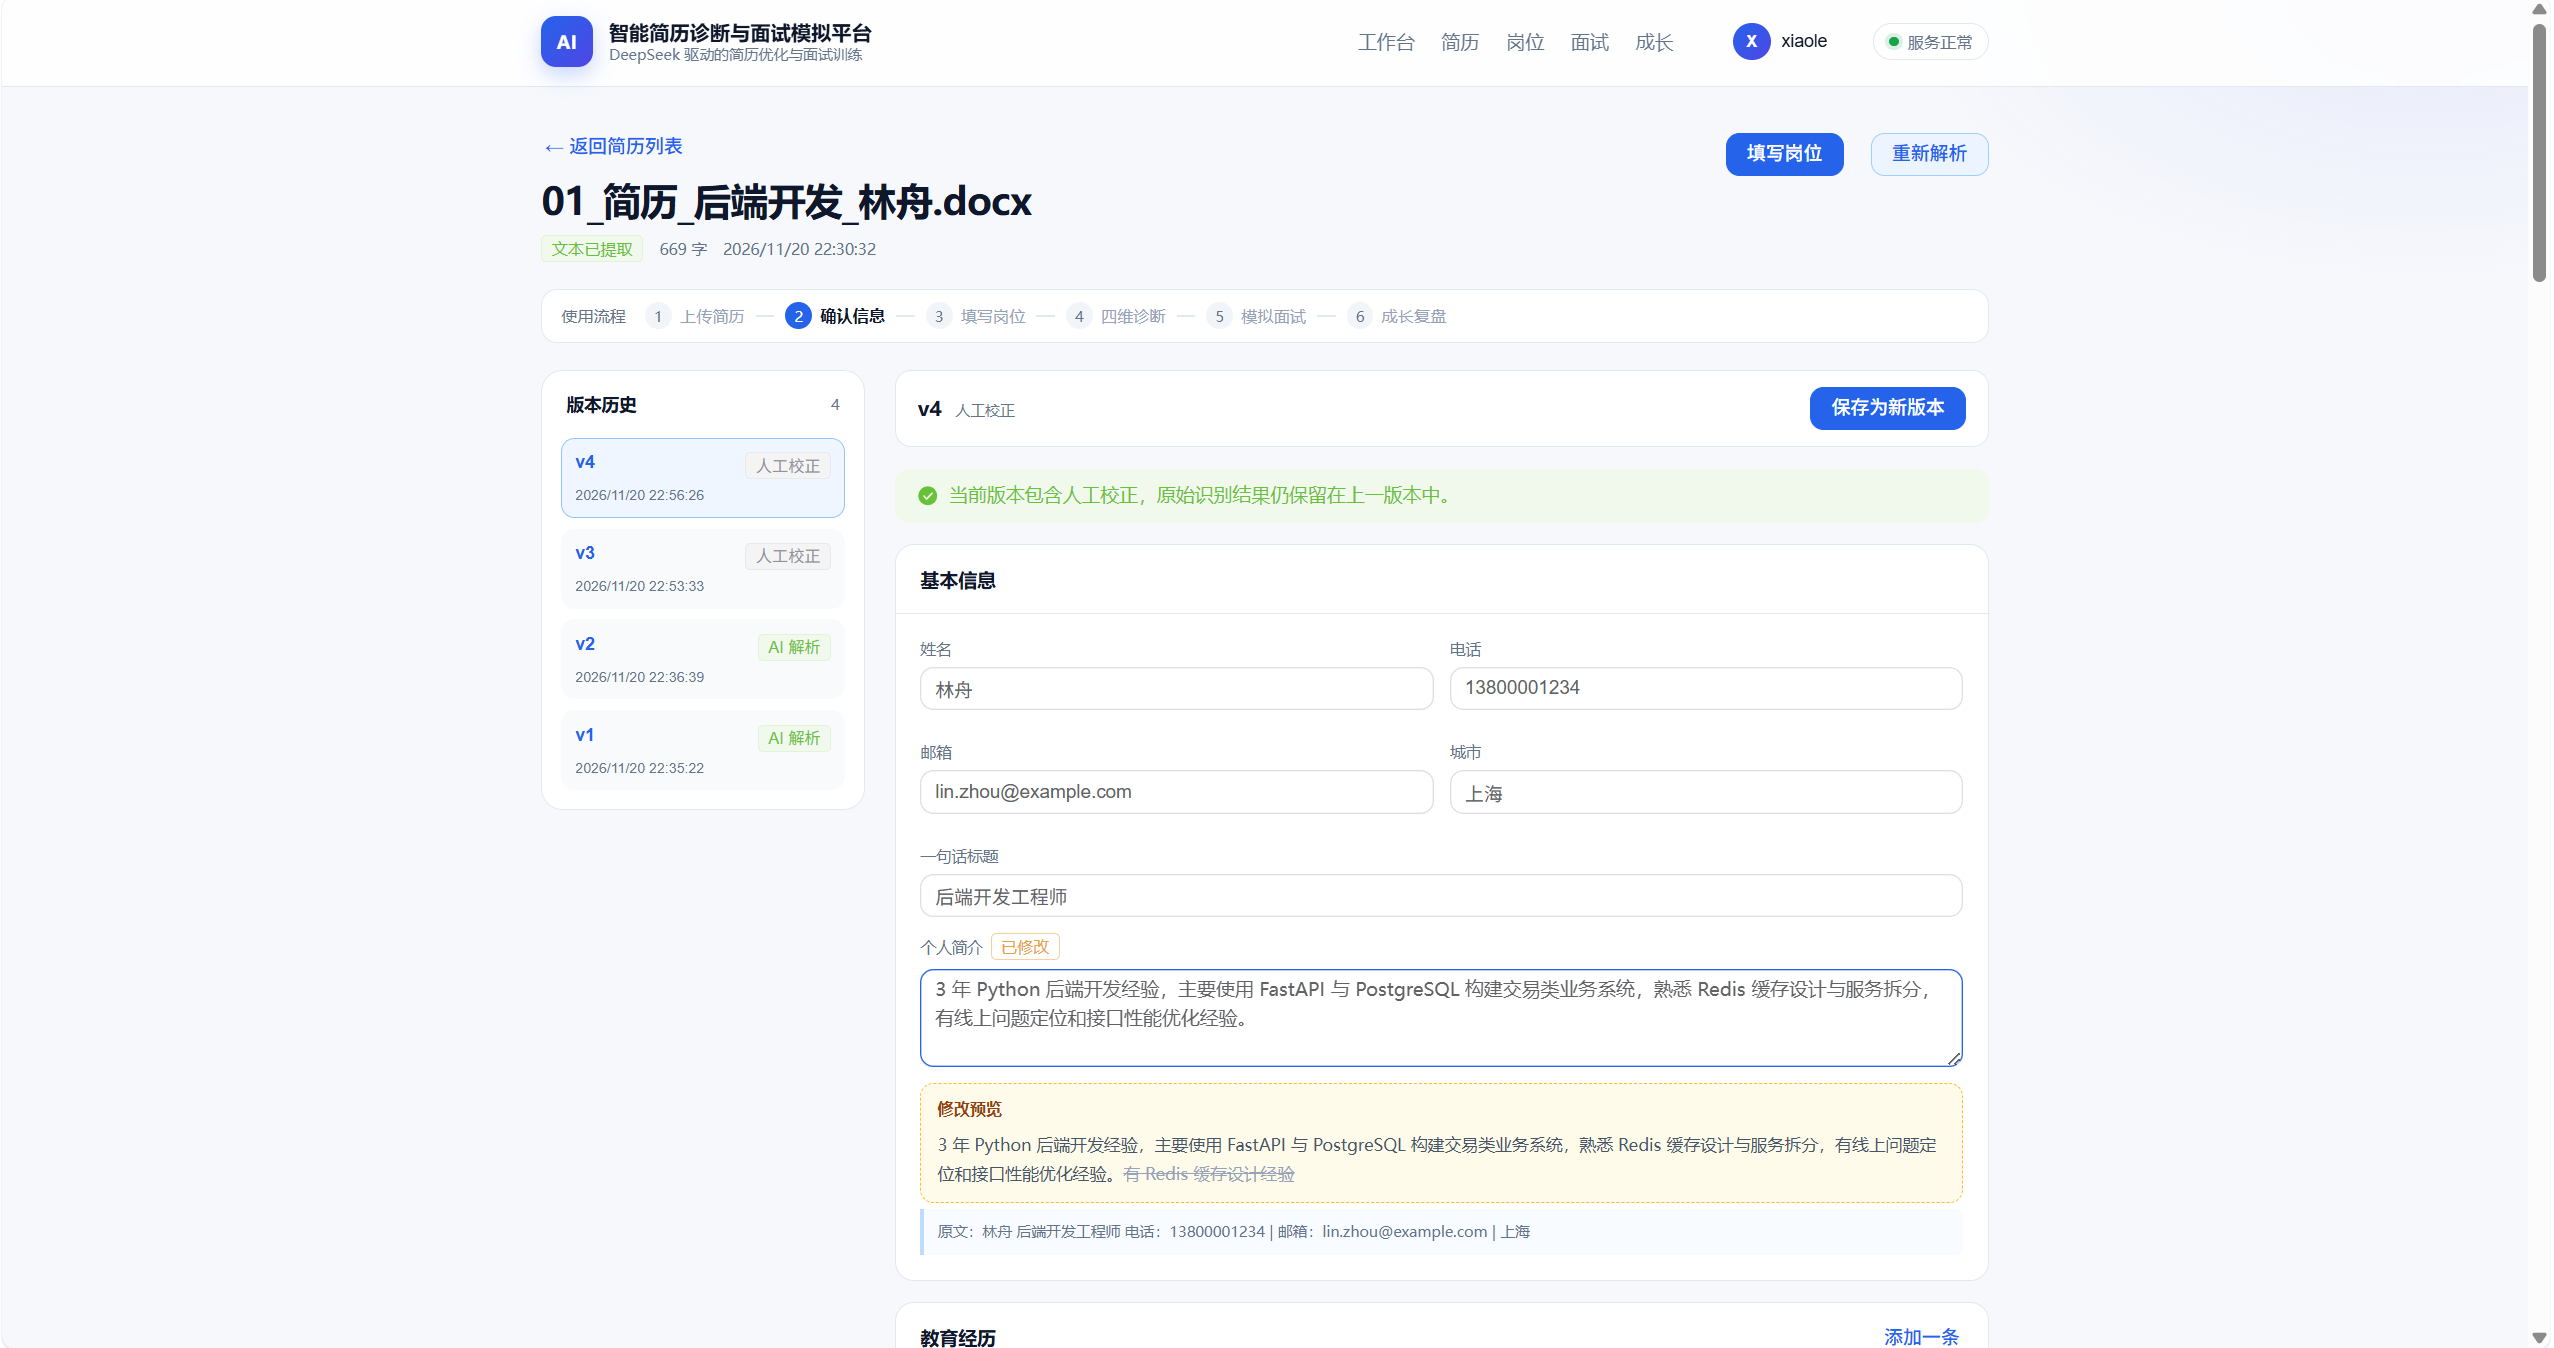 AI
智能简历诊断与面试模拟平台
DeepSeek 驱动的简历优化与面试训练
工作台 简历 岗位 面试 成长
X xiaole
服务正常
← 返回简历列表
填写岗位 重新解析
01_简历_后端开发_林舟.docx
文本已提取 669 字 2026/11/20 22:30:32
使用流程 1 上传简历 2 确认信息 3 填写岗位 4 四维诊断 5 模拟面试 6 成长复盘
版本历史 4
v4 人工校正
2026/11/20 22:56:26
v3 人工校正
2026/11/20 22:53:33
v2 AI 解析
2026/11/20 22:36:39
v1 AI 解析
2026/11/20 22:35:22
v4 人工校正 保存为新版本
当前版本包含人工校正，原始识别结果仍保留在上一版本中。
基本信息
姓名 电话
林舟 13800001234
邮箱 城市
lin.zhou@example.com 上海
一句话标题
后端开发工程师
个人简介 已修改
3 年 Python 后端开发经验，主要使用 FastAPI 与 PostgreSQL 构建交易类业务系统，熟悉 Redis 缓存设计与服务拆分，
有线上问题定位和接口性能优化经验。
修改预览
3 年 Python 后端开发经验，主要使用 FastAPI 与 PostgreSQL 构建交易类业务系统，熟悉 Redis 缓存设计与服务拆分，有线上问题定
位和接口性能优化经验。有 Redis 缓存设计经验
原文：林舟 后端开发工程师 电话：13800001234 | 邮箱：lin.zhou@example.com | 上海
教育经历 添加一条